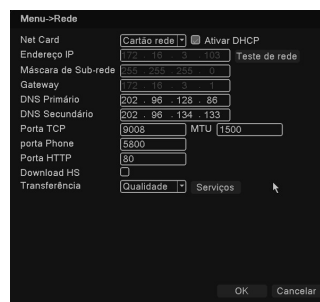 Menu->Rede
Net Card Cartão rede Ativar DHCP
Endereço IP 172 . 16 . 3 . 103 Teste de rede
Máscara de Sub-rede 255 . 255 . 255 . 0
Gateway 172 . 16 . 3 . 1
DNS Primário 202 . 96 . 128 . 86
DNS Secundário 202 . 96 . 134 . 133
Porta TCP 9008 MTU 1500
porta Phone 5800
Porta HTTP 80
Download HS
Transferência Qualidade Serviços
OK Cancelar